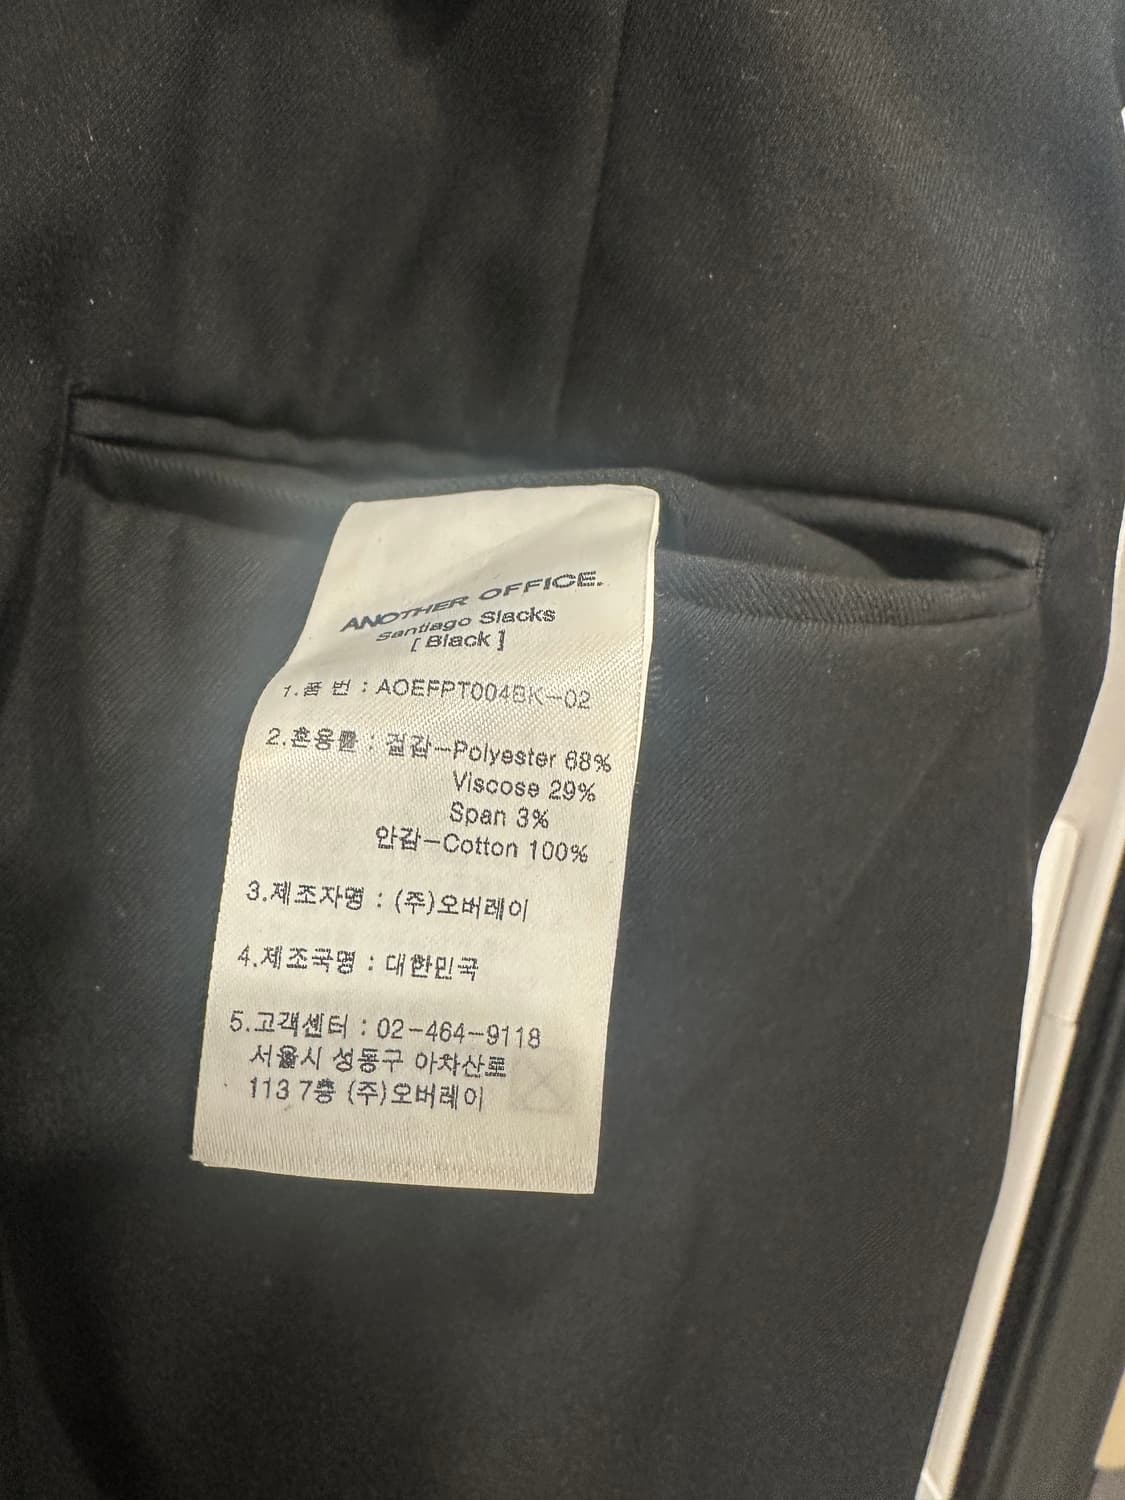 ANOTHER OFFICE.
Santiago Slacks
[ Black ]
1.품 번 : AOEFPT004BK-02
2.혼용률 : 겉감-Polyester 68%
Viscose 29%
Span 3%
안감-Cotton 100%
3.제조자명 : (주)오버레이
4.제조국명 : 대한민국
5.고객센터 : 02-464-9118
서울시 성동구 아차산로
113 7층 (주)오버레이